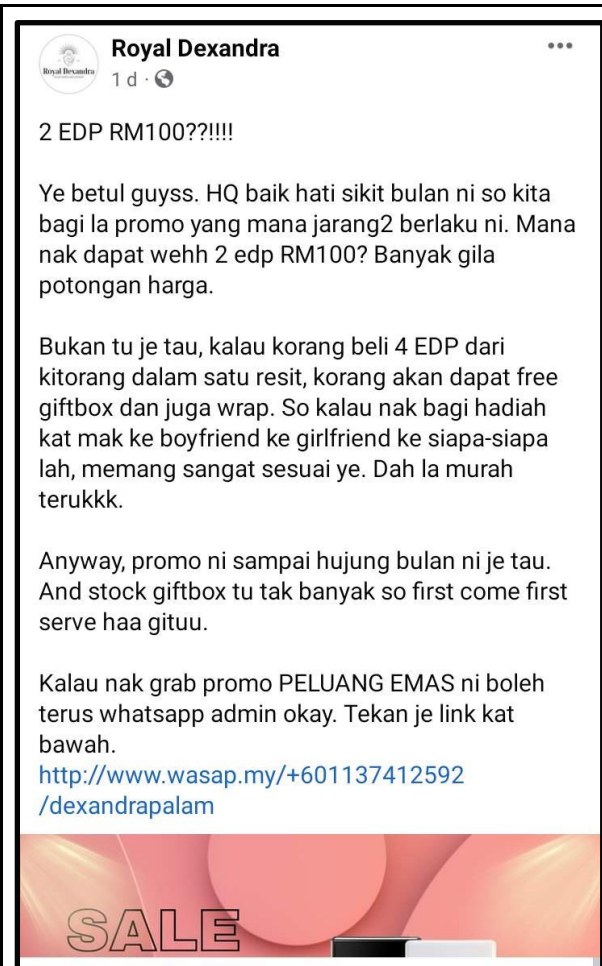 Royal Dexandra
Royal Dexandra
1 d ·
2 EDP RM100??!!!!
Ye betul guyss. HQ baik hati sikit bulan ni so kita
bagi la promo yang mana jarang2 berlaku ni. Mana
nak dapat wehh 2 edp RM100? Banyak gila
potongan harga.
Bukan tu je tau, kalau korang beli 4 EDP dari
kitorang dalam satu resit, korang akan dapat free
giftbox dan juga wrap. So kalau nak bagi hadiah
kat mak ke boyfriend ke girlfriend ke siapa-siapa
lah, memang sangat sesuai ye. Dah la murah
terukkk.
Anyway, promo ni sampai hujung bulan ni je tau.
And stock giftbox tu tak banyak so first come first
serve haa gituu.
Kalau nak grab promo PELUANG EMAS ni boleh
terus whatsapp admin okay. Tekan je link kat
bawah.
http://www.wasap.my/+601137412592
/dexandrapalam
SALE